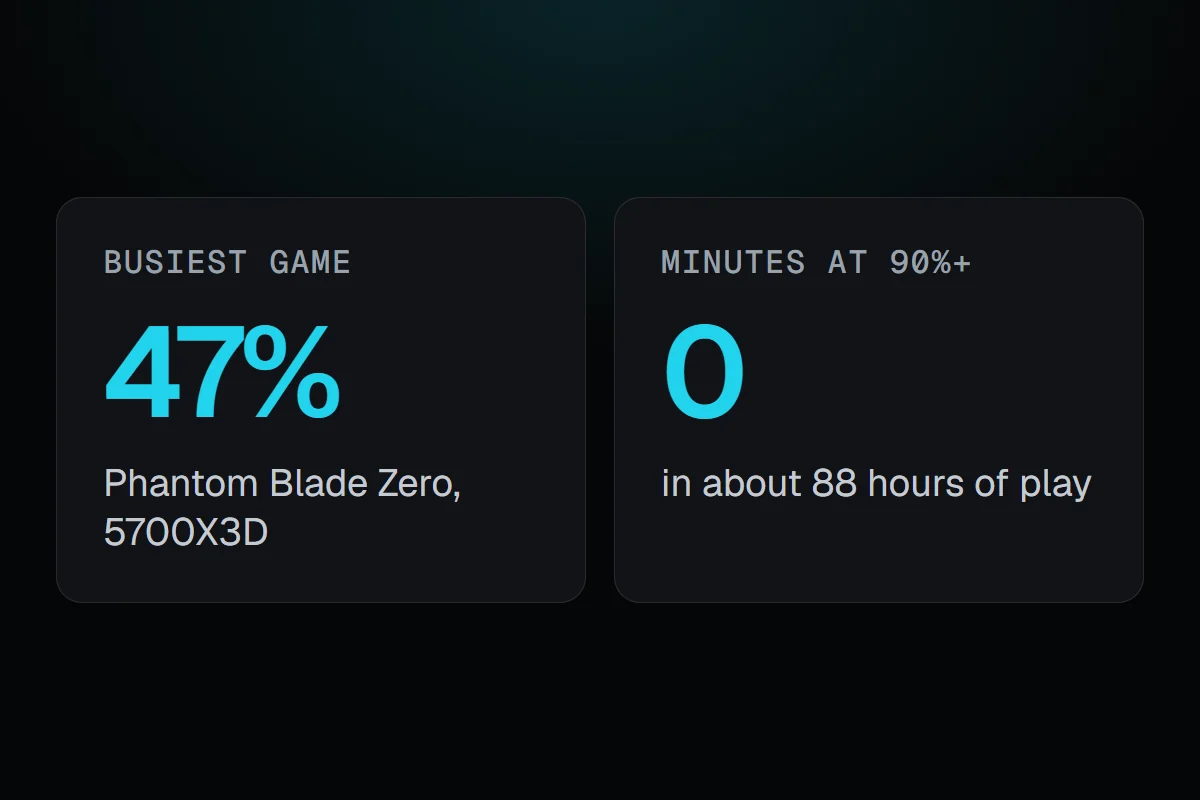 BUSIEST GAME
47%
Phantom Blade Zero,
5700X3D
MINUTES AT 90%+
0
in about 88 hours of play